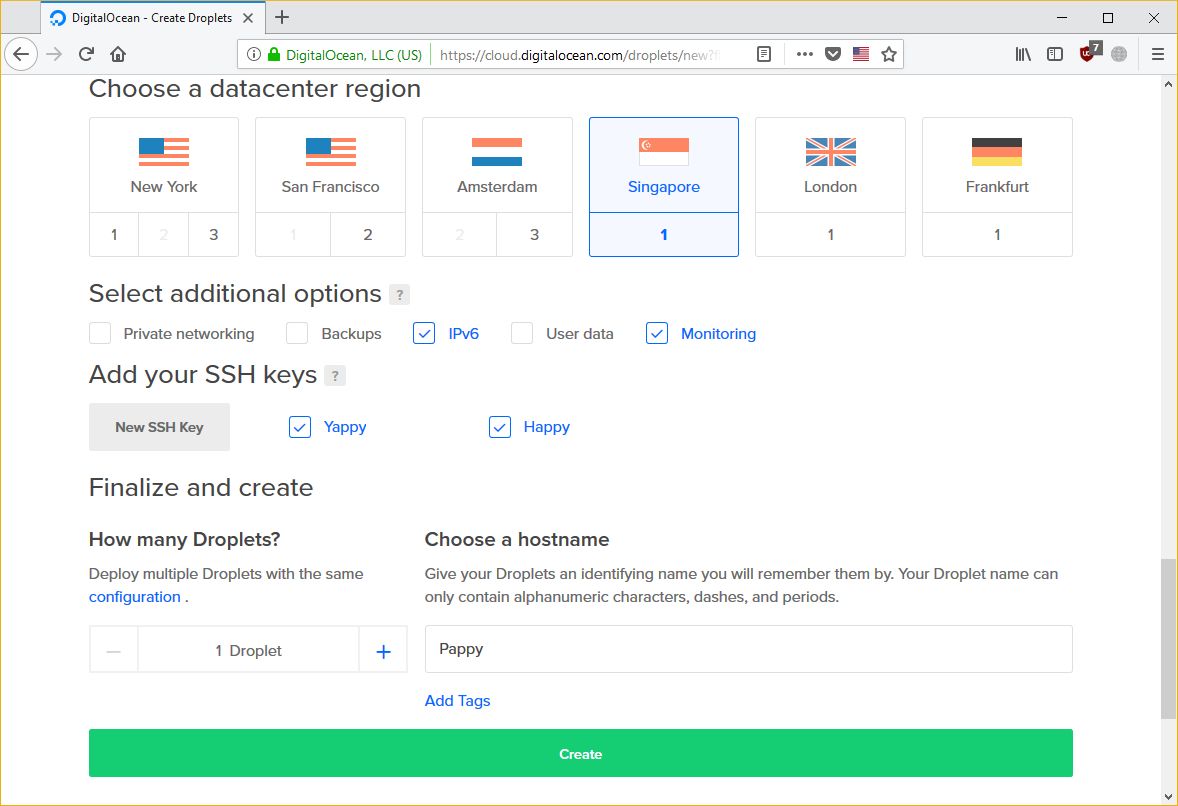 DigitalOcean - Create Droplets
DigitalOcean, LLC (US) https://cloud.digitalocean.com/droplets/new?
7
Choose a datacenter region
New York San Francisco Amsterdam Singapore London Frankfurt
1 2 3 1 2 2 3 1 1 1
Select additional options ?
Private networking Backups IPv6 User data Monitoring
Add your SSH keys ?
New SSH Key Yappy Happy
Finalize and create
How many Droplets? Choose a hostname
Deploy multiple Droplets with the same Give your Droplets an identifying name you will remember them by. Your Droplet name can
configuration . only contain alphanumeric characters, dashes, and periods.
1 Droplet Pappy
Add Tags
Create